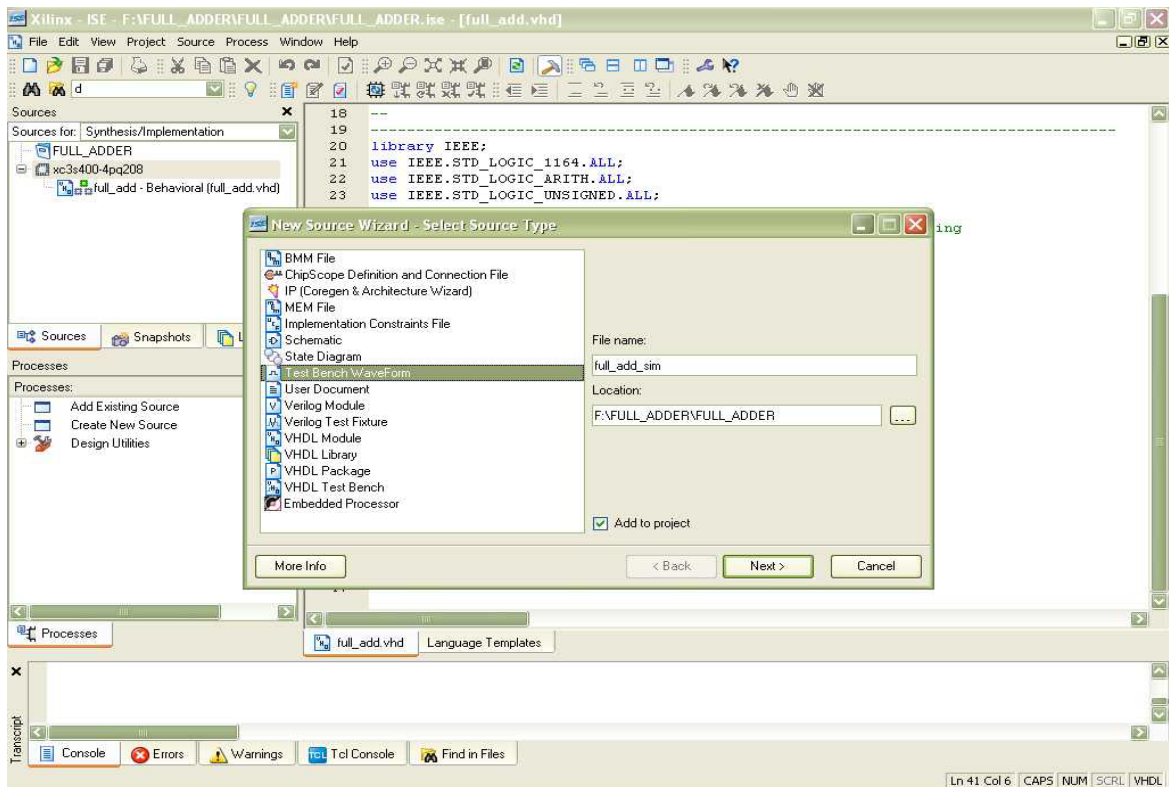 Xilinx - ISE - F:\FULL_ADDER\FULL_ADDER\FULL_ADDER.ise - [full_add.vhd]
File Edit View Project Source Process Window Help
d
Sources
Sources for: Synthesis/Implementation
FULL_ADDER
xc3s400-4pq208
full_add - Behavioral (full_add.vhd)
Sources Snapshots L
Processes
Processes:
Add Existing Source
Create New Source
Design Utilities
Processes
18 --
19 --------------------------------------------------------------------------------
20 library IEEE;
21 use IEEE.STD_LOGIC_1164.ALL;
22 use IEEE.STD_LOGIC_ARITH.ALL;
23 use IEEE.STD_LOGIC_UNSIGNED.ALL;
ing
New Source Wizard - Select Source Type
BMM File
ChipScope Definition and Connection File
IP (Coregen & Architecture Wizard)
MEM File
Implementation Constraints File
Schematic
State Diagram
Test Bench WaveForm
User Document
Verilog Module
Verilog Test Fixture
VHDL Module
VHDL Library
VHDL Package
VHDL Test Bench
Embedded Processor
File name:
full_add_sim
Location:
F:\FULL_ADDER\FULL_ADDER
...
Add to project
More Info < Back Next > Cancel
full_add.vhd Language Templates
Transcript
Console Errors Warnings Tcl Console Find in Files
Ln 41 Col 6 CAPS NUM SCRL VHDL